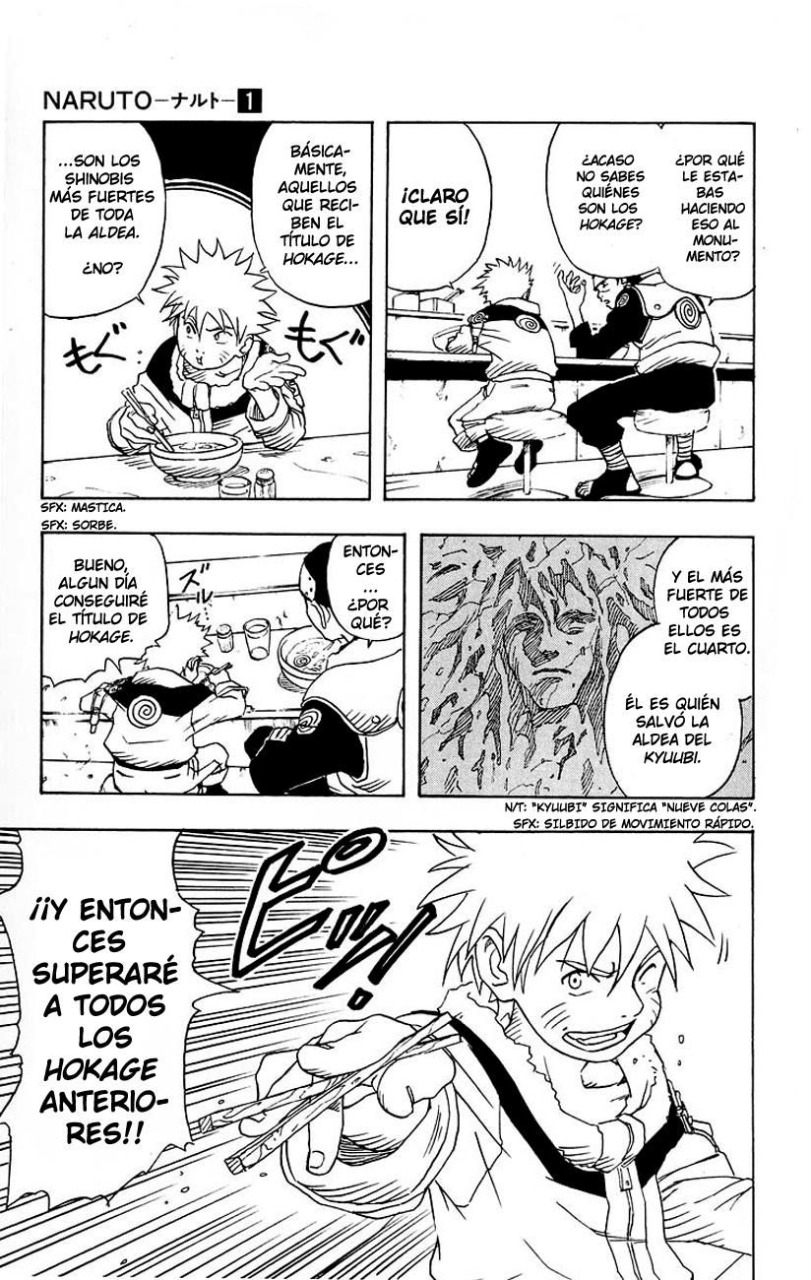 NARUTO—ナルト—1
¿POR QUÉ
LE ESTA-
BAS
HACIENDO
ESO AL
MONU-
MENTO?
¿ACASO
NO SABES
QUIÉNES
SON LOS
HOKAGE?
¡CLARO
QUE SÍ!
BÁSICA-
MENTE,
AQUELLOS
QUE RECI-
BEN EL
TÍTULO DE
HOKAGE...
...SON LOS
SHINOBIS
MÁS FUERTES
DE TODA
LA ALDEA.
¿NO?
もぐ
もぐ
SFX: MASTICA.
SFX: SORBE.
Y EL MÁS
FUERTE DE
TODOS
ELLOS ES
EL CUARTO.
ÉL ES QUIÉN
SALVÓ LA
ALDEA DEL
KYUUBI.
ENTON-
CES
...
¿POR
QUÉ?
BUENO,
ALGUN DÍA
CONSEGUIRÉ
EL TÍTULO DE
HOKAGE.
ズル
N/T: "KYUUBI" SIGNIFICA "NUEVE COLAS".
SFX: SILBIDO DE MOVIMIENTO RÁPIDO.
ピッ!
¡¡Y ENTON-
CES
SUPERARÉ
A TODOS
LOS
HOKAGE
ANTERIO-
RES!!